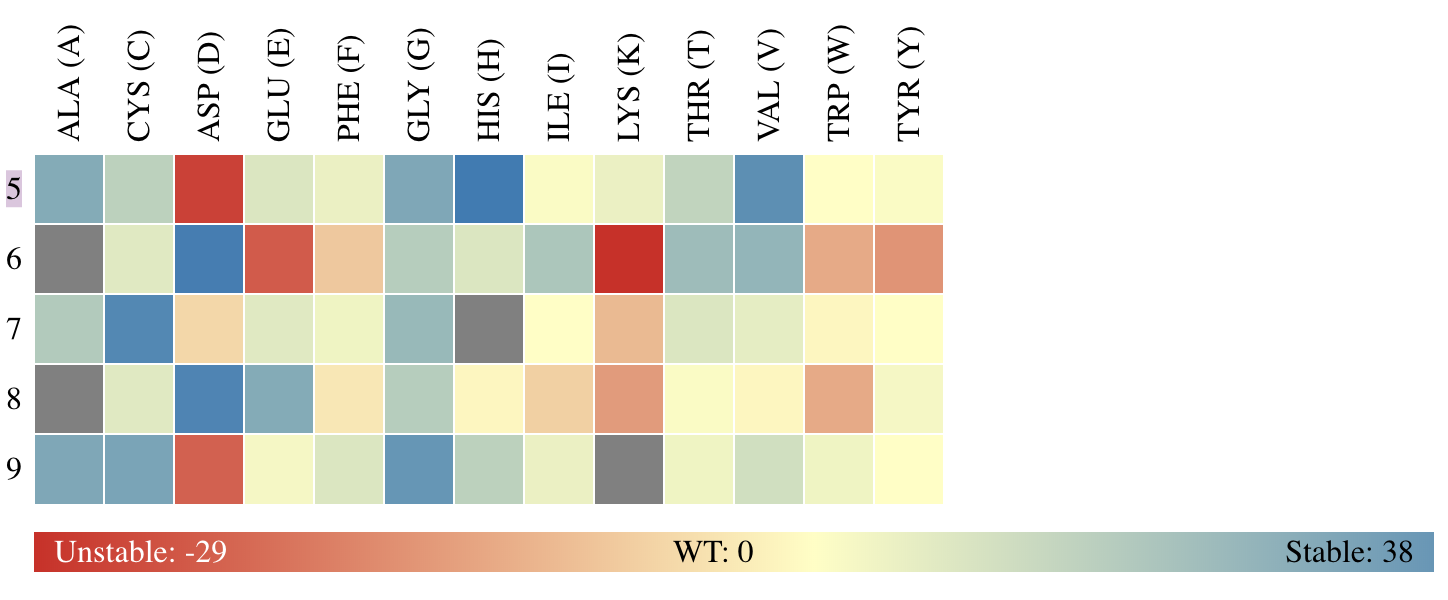 ALA (A)
CYS (C)
ASP (D)
GLU (E)
PHE (F)
GLY (G)
HIS (H)
ILE (I)
LYS (K)
THR (T)
VAL (V)
TRP (W)
TYR (Y)
5
6
7
8
9
Unstable: -29 WT: 0 Stable: 38